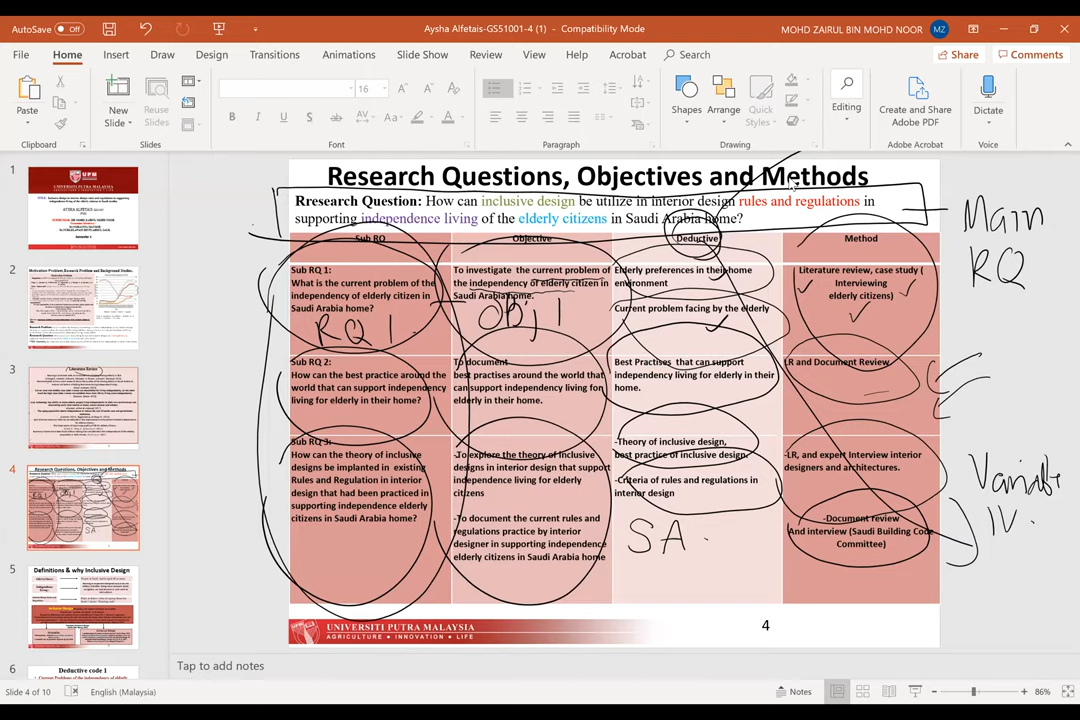 AutoSave Off
Aysha Alfetais-GS51001-4 (1) - Compatibility Mode
MOHD ZAIRUL BIN MOHD NOOR
MZ
File Home Insert Draw Design Transitions Animations Slide Show Review View Help Acrobat Search
Share Comments
Paste
New Slide
Reuse Slides
16
Shapes
Arrange
Quick Styles
Editing
Create and Share Adobe PDF
Dictate
Clipboard Slides Font Paragraph Drawing Adobe Acrobat Voice
1
2
3
4
5
Definitions & why Inclusive Design
6
Deductive code 1
Research Questions, Objectives and Methods
Rresearch Question: How can inclusive design be utilize in interior design rules and regulations in
supporting independence living of the elderly citizens in Saudi Arabia home?
Sub RQ
Objective
Deductive
Method
Sub RQ 1:
What is the current problem of the
independency of elderly citizen in
Saudi Arabia home?
RQ 1
To investigate the current problem of
the independency of elderly citizen in
Saudi Arabia home.
Obj 1
Elderly preferences in their home
environment
Current problem facing by the elderly
Literature review, case study (
Interviewing
elderly citizens)
Sub RQ 2:
How can the best practice around the
world that can support independency
living for elderly in their home?
To document
best practises around the world that
can support independency living for
elderly in their home.
Best Practises that can support
independency living for elderly in their
home.
LR and Document Review
Sub RQ 3:
How can the theory of inclusive
designs be implanted in existing
Rules and Regulation in interior
design that had been practiced in
supporting independence elderly
citizens in Saudi Arabia home?
-To explore the theory of Inclusive
designs in interior design that support
independence living for elderly
citizens
-To document the current rules and
regulations practice by interior
designer in supporting independence
elderly citizens in Saudi Arabia home
-Theory of inclusive design,
best practice of inclusive design.
-Criteria of rules and regulations in
interior design
SA.
-LR, and expert Interview interior
designers and architectures.
-Document review
And interview (Saudi Building Code
Committee)
Main
RQ
Variable
IV.
UNIVERSITI PUTRA MALAYSIA
AGRICULTURE • INNOVATION • LIFE
4
Tap to add notes
Slide 4 of 10
English (Malaysia)
Notes
86%